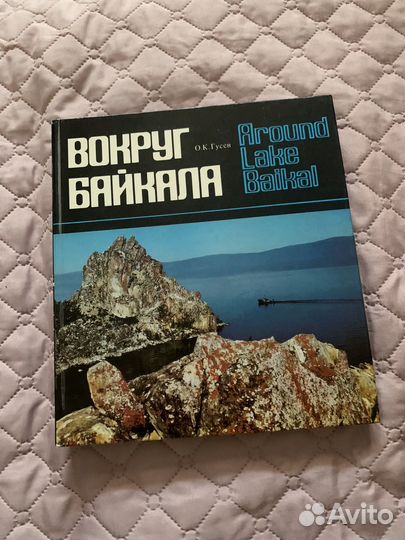 ВОКРУГ
БАЙКАЛА
О.К.Гусев
Around
Lake
Baikal
Avito